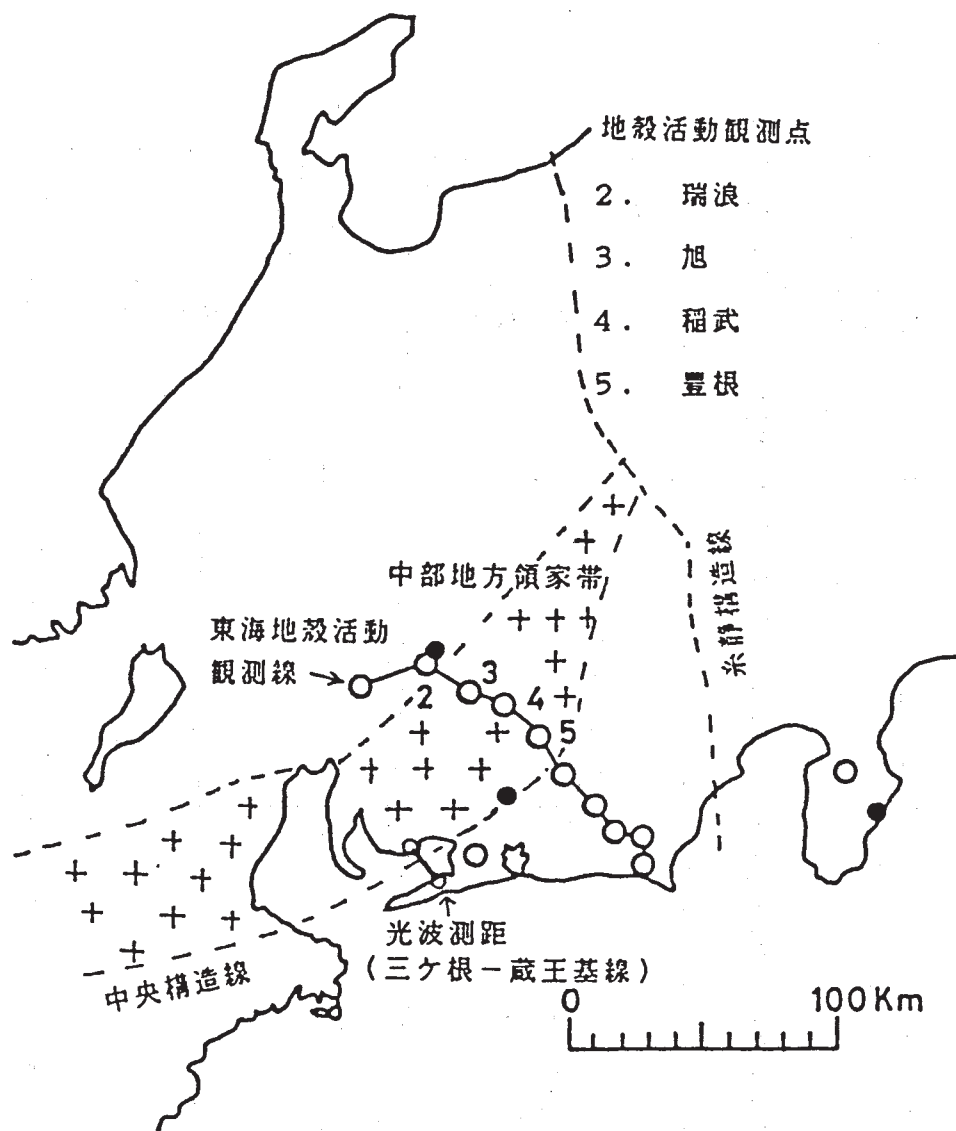 地殻活動観測点
2. 瑞浪
3. 旭
4. 稲武
5. 豊根
中部地方領家帯
糸静構造線
東海地殻活動
観測線
2
3
4
5
光波測距
(三ケ根ー蔵王基線)
中央構造線
0 100Km